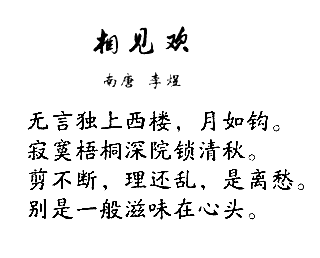 相见欢
南唐 李煜
无言独上西楼，月如钩。
寂寞梧桐深院锁清秋。
剪不断，理还乱，是离愁。
别是一般滋味在心头。